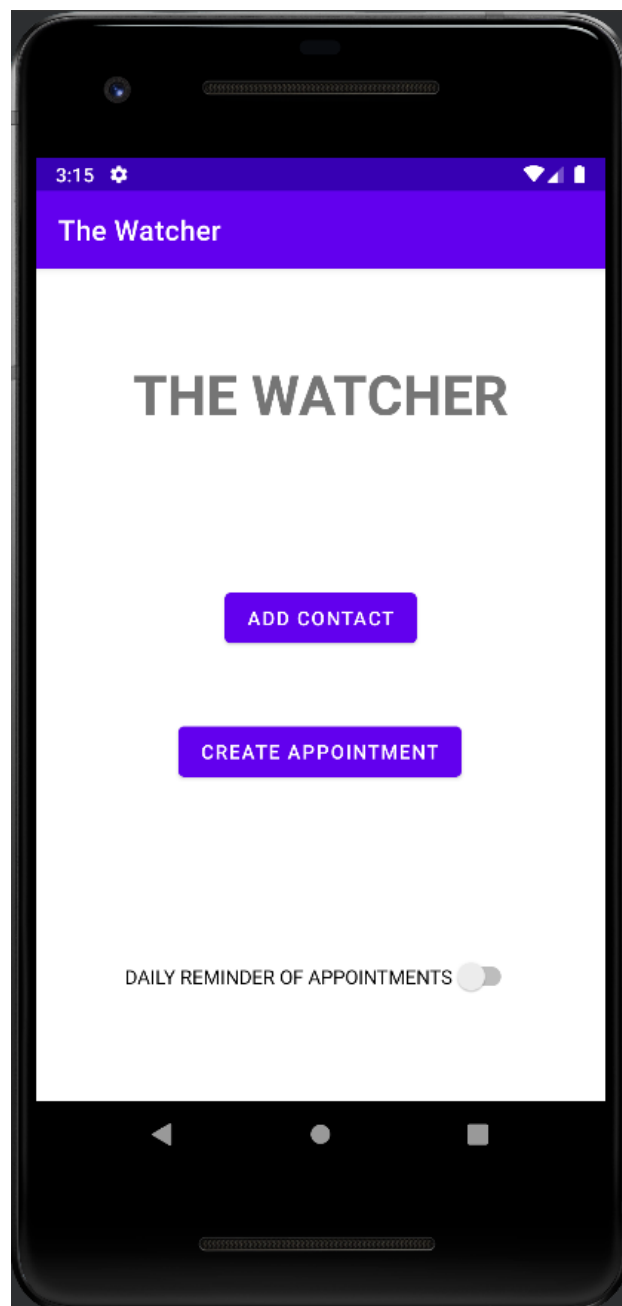 3:15
The Watcher
THE WATCHER
ADD CONTACT
CREATE APPOINTMENT
DAILY REMINDER OF APPOINTMENTS